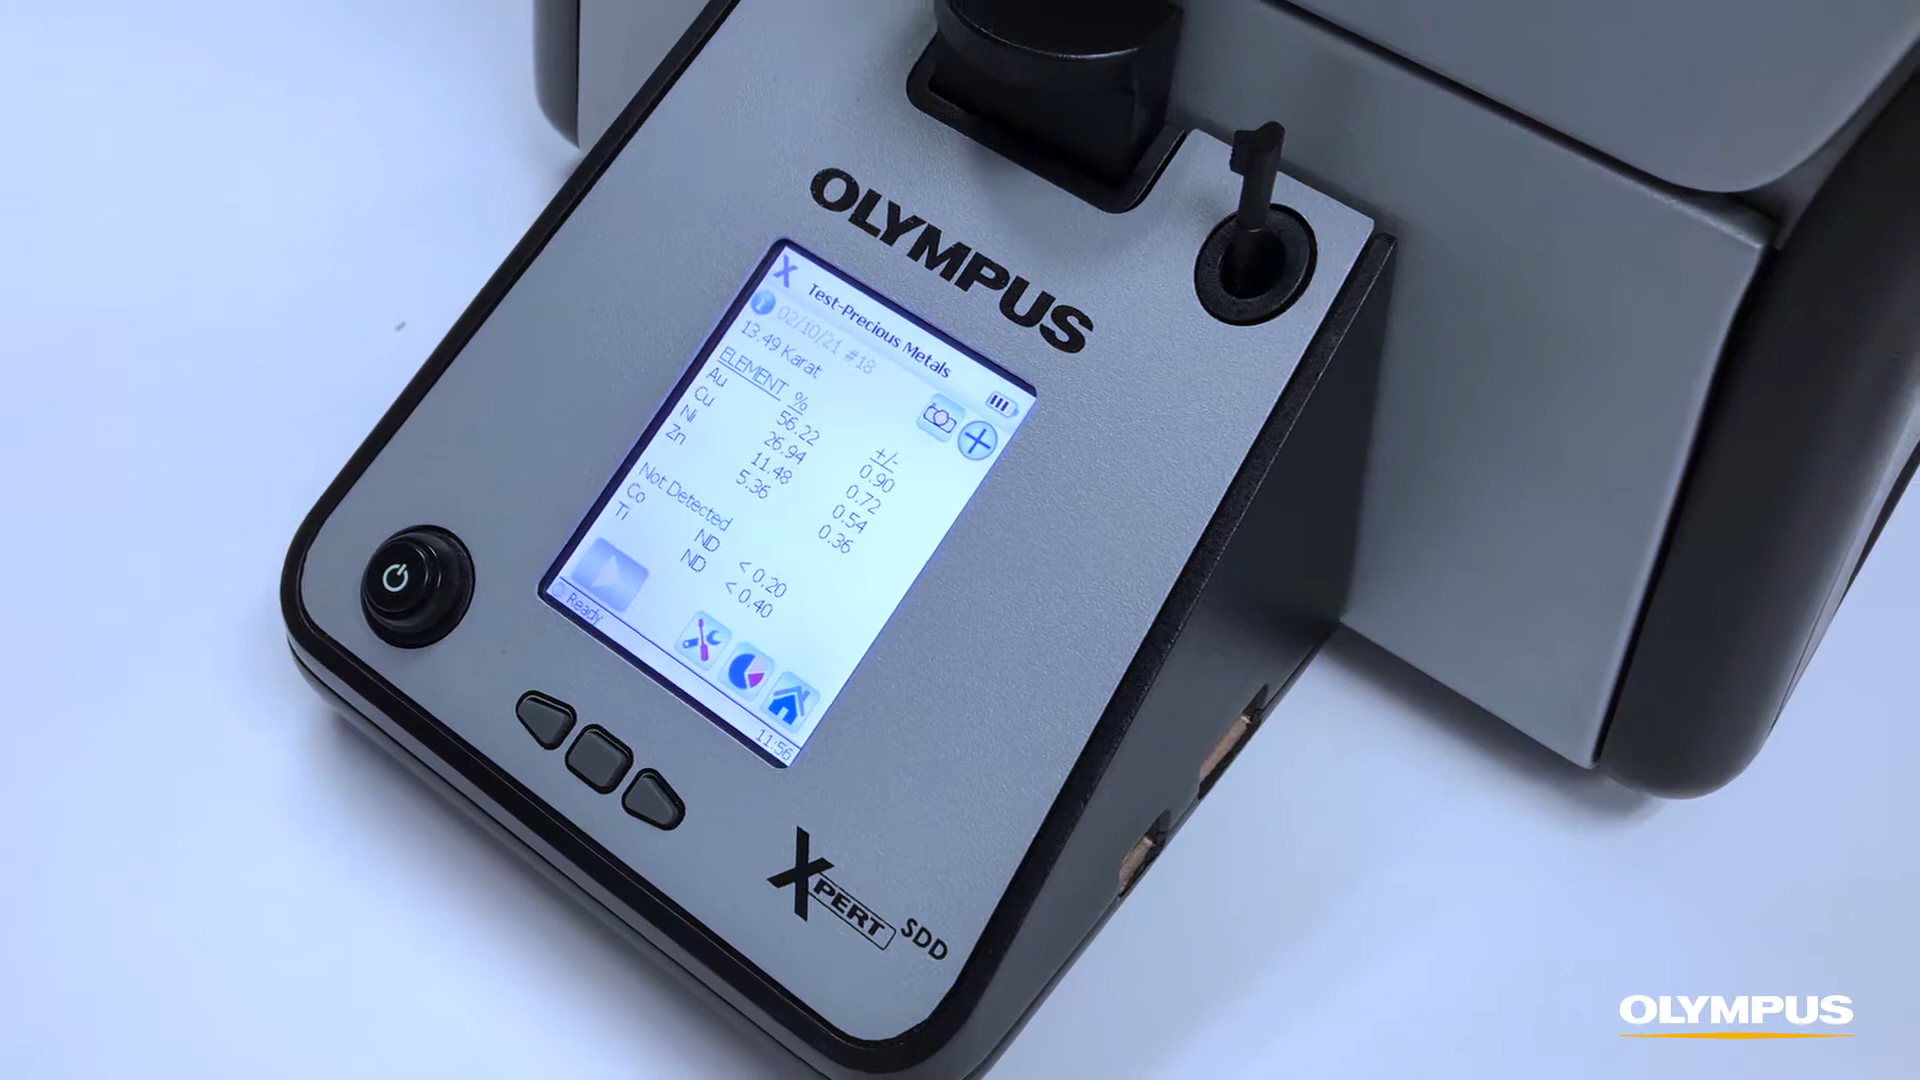 OLYMPUS
Test-Precious Metals
02/10/21 #18
13.49 Karat
ELEMENT % +/-
Au 56.22 0.90
Cu 26.94 0.72
Ni 11.48 0.54
Zn 5.36 0.36
Not Detected
Co ND < 0.20
Ti ND < 0.40
Ready
11:56
XPERT SDD
OLYMPUS